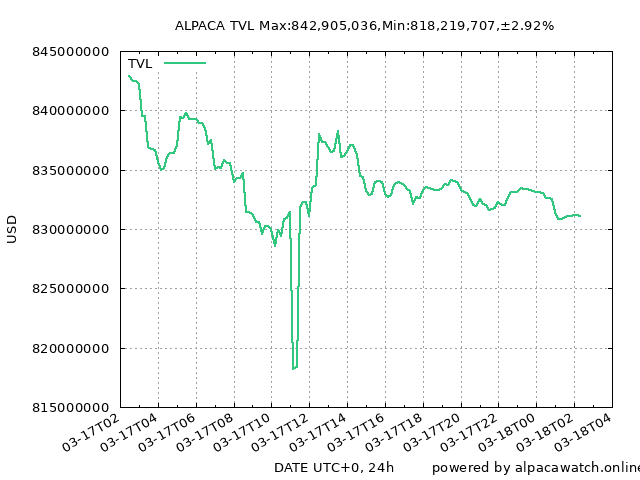 ALPACA TVL Max:842,905,036,Min:818,219,707,±2.92%
845000000
TVL
840000000
835000000
830000000
825000000
820000000
815000000
USD
03-17T02
03-17T04
03-17T06
03-17T08
03-17T10
03-17T12
03-17T14
03-17T16
03-17T18
03-17T20
03-17T22
03-18T00
03-18T02
03-18T04
DATE UTC+0, 24h
powered by alpacawatch.online